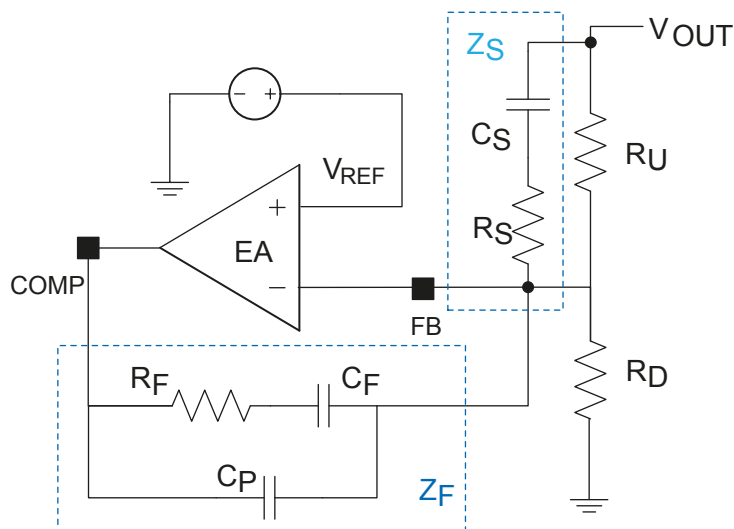 ZS
VOUT
- +
CS
RU
VREF
+
RS
EA
COMP
−
FB
RF
CF
RD
CP
ZF